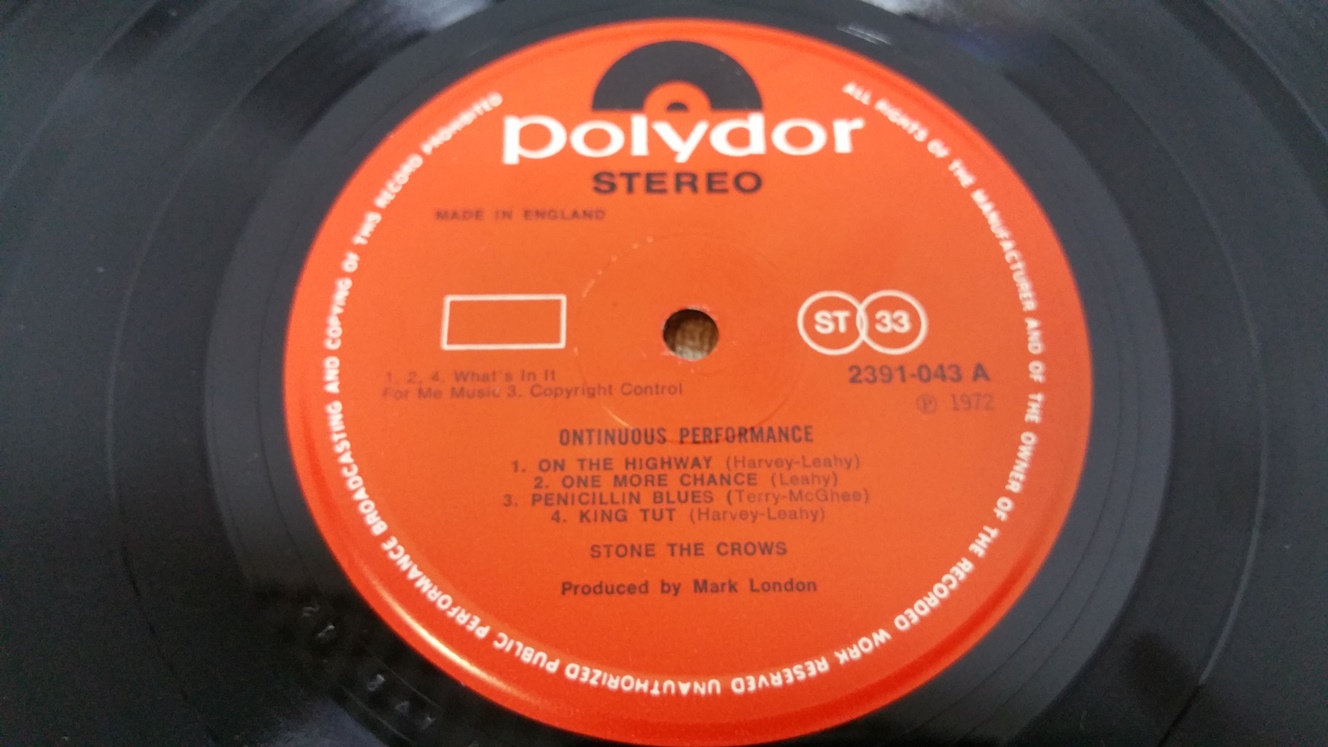 polydor
STEREO
MADE IN ENGLAND
ST 33
1, 2, 4, What's In It
For Me Music 3. Copyright Control
2391-043 A
Ⓟ 1972
ONTINUOUS PERFORMANCE
1. ON THE HIGHWAY (Harvey-Leahy)
2. ONE MORE CHANCE (Leahy)
3. PENICILLIN BLUES (Terry-McGhee)
4. KING TUT (Harvey-Leahy)
STONE THE CROWS
Produced by Mark London
ALL RIGHTS OF THE MANUFACTURER AND OF THE OWNER OF THE RECORDED WORK RESERVED UNAUTHORIZED PUBLIC PERFORMANCE BROADCASTING AND COPYING OF THIS RECORD PROHIBITED